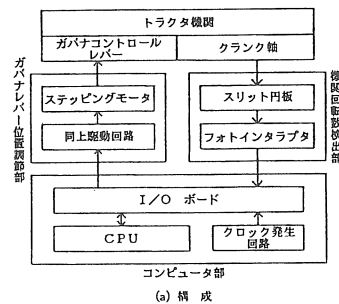 トラクタ機関
ガバナコントロール
レバー
クランク軸
ガバナレバー位置調節部
ステッピングモータ
同上駆動回路
スリット円板
フォトインタラプタ
機関回転数検出部
I/O ボード
CPU
クロック発生
回路
コンピュータ部
(a) 構 成